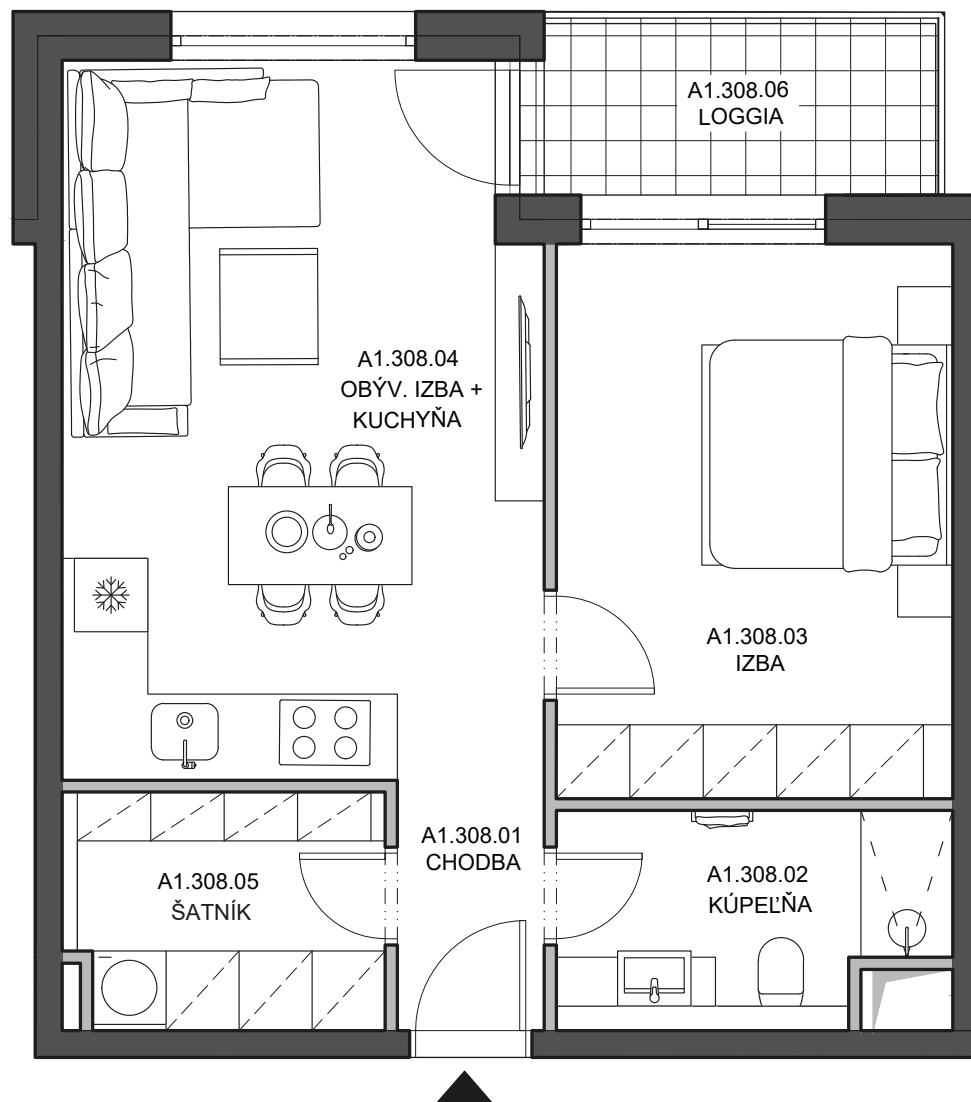 A1.308.06
LOGGIA
A1.308.04
OBÝV. IZBA +
KUCHYŇA
A1.308.03
IZBA
A1.308.01
CHODBA
A1.308.05
ŠATNÍK
A1.308.02
KÚPEĽŇA